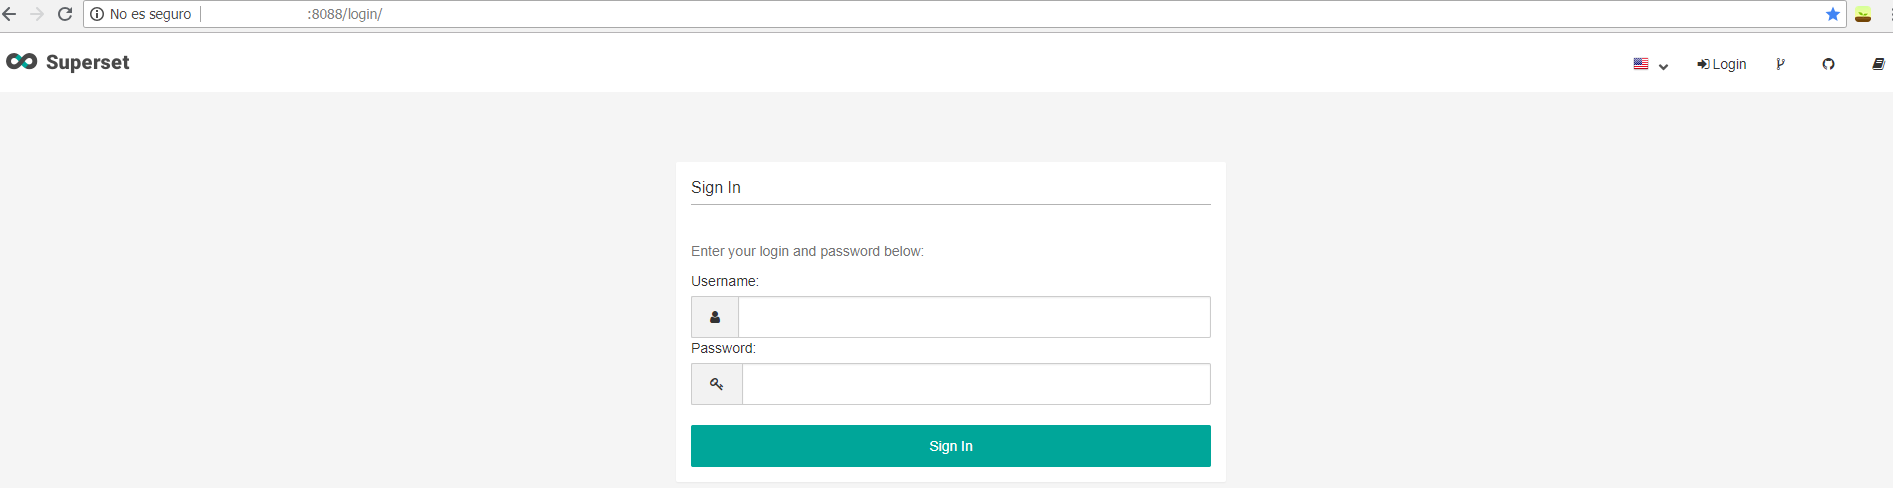 No es seguro :8088/login/
Superset
Login
Sign In
Enter your login and password below:
Username:
Password:
Sign In